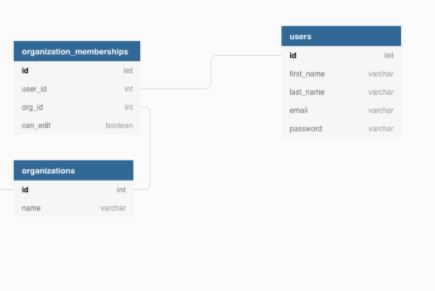 organization_memberships
id int
user_id int
org_id int
can_edit boolean
organizations
id int
name varchar
users
id int
first_name varchar
last_name varchar
email varchar
password varchar